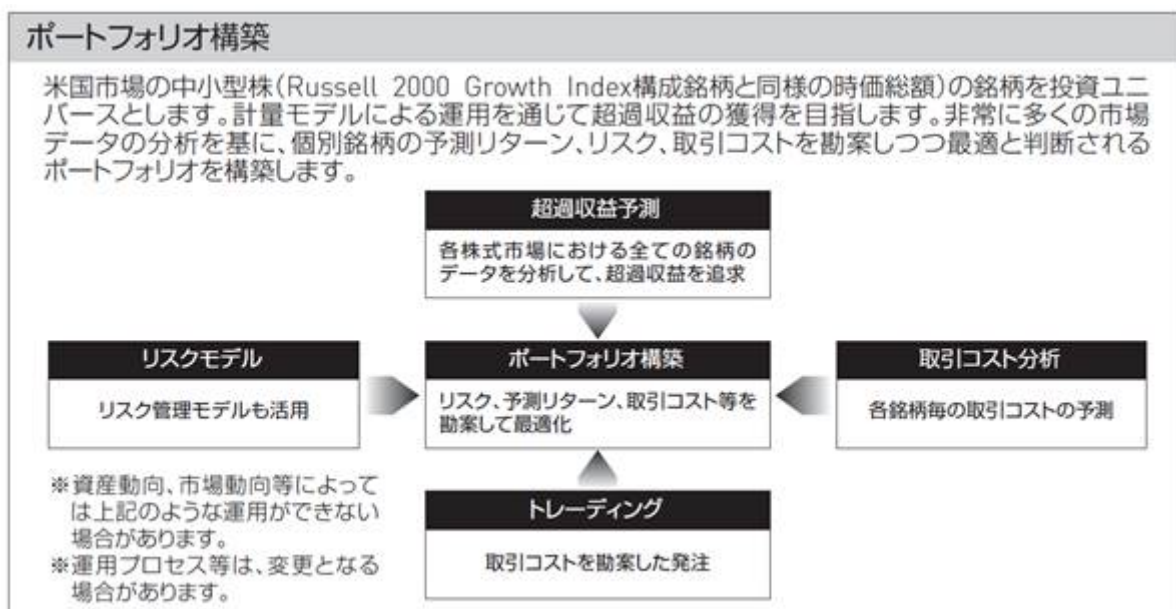 ポートフォリオ構築
米国市場の中小型株(Russell 2000 Growth Index構成銘柄と同様の時価総額)の銘柄を投資ユニ
バースとします。計量モデルによる運用を通じて超過収益の獲得を目指します。非常に多くの市場
データの分析を基に、個別銘柄の予測リターン、リスク、取引コストを勘案しつつ最適と判断される
ポートフォリオを構築します。
超過収益予測
各株式市場における全ての銘柄の
データを分析して、超過収益を追求
リスクモデル
リスク管理モデルも活用
ポートフォリオ構築
リスク、予測リターン、取引コスト等を
勘案して最適化
取引コスト分析
各銘柄毎の取引コストの予測
トレーディング
取引コストを勘案した発注
※資産動向、市場動向等によって
は上記のような運用ができない
場合があります。
※運用プロセス等は、変更となる
場合があります。